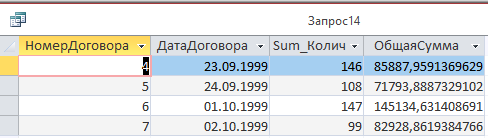 Запрос14
НомерДоговора ДатаДоговора Sum_Колич ОбщаяСумма
4 23.09.1999 146 85887,9591369629
5 24.09.1999 108 71793,8887329102
6 01.10.1999 147 145134,631408691
7 02.10.1999 99 82928,8619384766